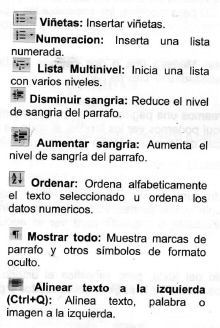 Viñetas: Insertar viñetas.
Numeracion: Inserta una lista
numerada.
Lista Multinivel: Inicia una lista
con varios niveles.
Disminuir sangria: Reduce el nivel
de sangria del parrafo.
Aumentar sangria: Aumenta el
nivel de sangría del parrafo.
Ordenar: Ordena alfabeticamente
el texto seleccionado u ordena los
datos numericos.
Mostrar todo: Muestra marcas de
parrafo y otros símbolos de formato
oculto.
Alinear texto a la izquierda
(Ctrl+Q): Alinea texto, palabra o
imagen a la izquierda.